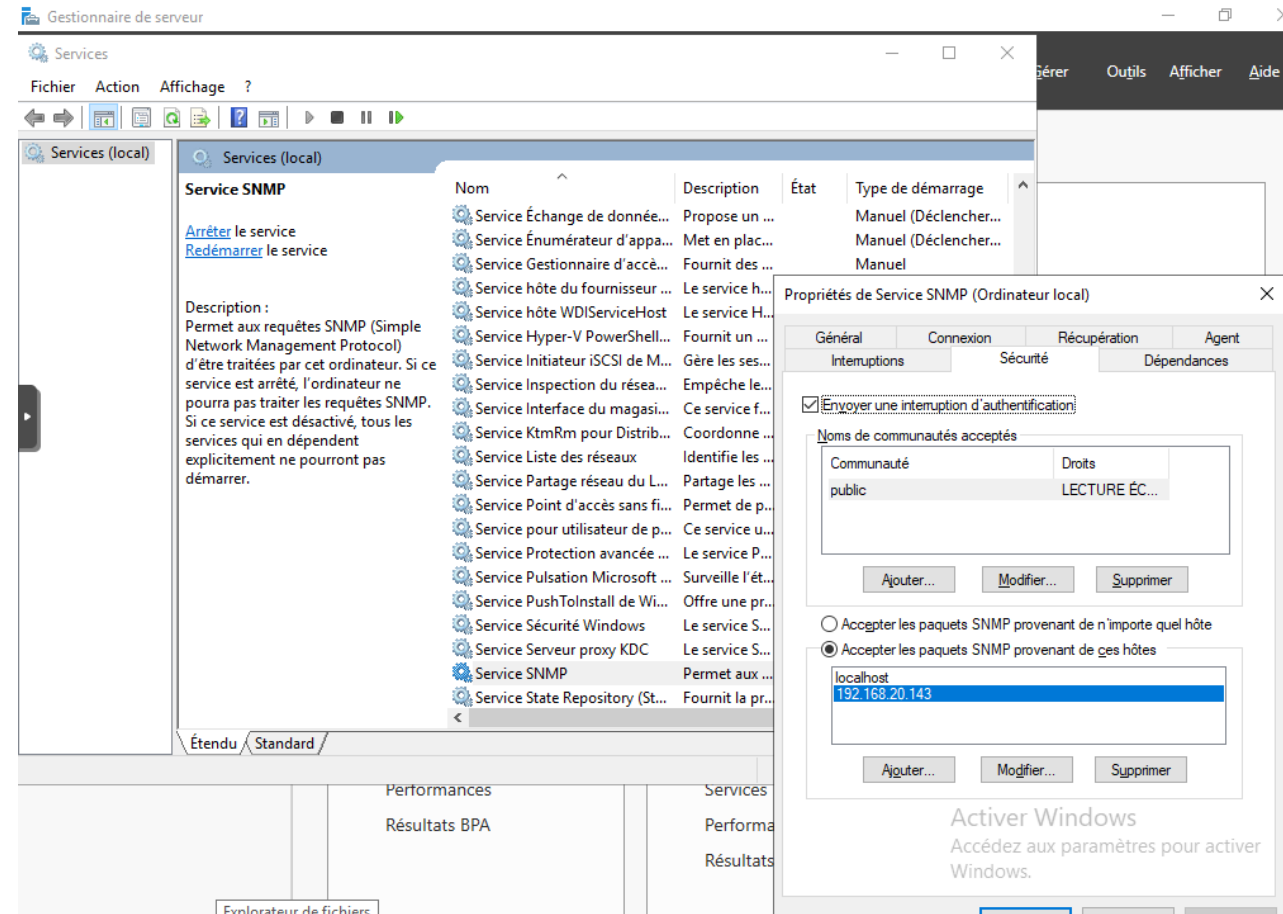 Gestionnaire de serveur
Services
Fichier Action Affichage ?
Gérer Outils Afficher Aide
Services (local)
Services (local)
Service SNMP
Arrêter le service
Redémarrer le service
Description :
Permet aux requêtes SNMP (Simple
Network Management Protocol)
d'être traitées par cet ordinateur. Si ce
service est arrêté, l'ordinateur ne
pourra pas traiter les requêtes SNMP.
Si ce service est désactivé, tous les
services qui en dépendent
explicitement ne pourront pas
démarrer.
Nom Description État Type de démarrage
Service Échange de donnée... Propose un ... Manuel (Déclencher...
Service Énumérateur d'appa... Met en plac... Manuel (Déclencher...
Service Gestionnaire d'accè... Fournit des ... Manuel
Service hôte du fournisseur ... Le service h...
Service hôte WDIServiceHost Le service H...
Service Hyper-V PowerShell... Fournit un ...
Service Initiateur iSCSI de M... Gère les ses...
Service Inspection du résea... Empêche le...
Service Interface du magasi... Ce service f...
Service KtmRm pour Distrib... Coordonne ...
Service Liste des réseaux Identifie les ...
Service Partage réseau du L... Partage les ...
Service Point d'accès sans fi... Permet de p...
Service pour utilisateur de p... Ce service u...
Service Protection avancée ... Le service P...
Service Pulsation Microsoft ... Surveille l'ét...
Service PushToInstall de Wi... Offre une pr...
Service Sécurité Windows Le service S...
Service Serveur proxy KDC Le service S...
Service SNMP Permet aux ...
Service State Repository (St... Fournit la pr...
Étendu Standard
Propriétés de Service SNMP (Ordinateur local)
Général Connexion Récupération Agent
Interruptions Sécurité Dépendances
Envoyer une interruption d'authentification
Noms de communautés acceptés
Communauté Droits
public LECTURE ÉC...
Ajouter... Modifier... Supprimer
Accepter les paquets SNMP provenant de n'importe quel hôte
Accepter les paquets SNMP provenant de ces hôtes
localhost
192.168.20.143
Ajouter... Modifier... Supprimer
Activer Windows
Accédez aux paramètres pour activer
Windows.
Performances
Résultats BPA
Services
Performa
Résultats
Explorateur de fichiers